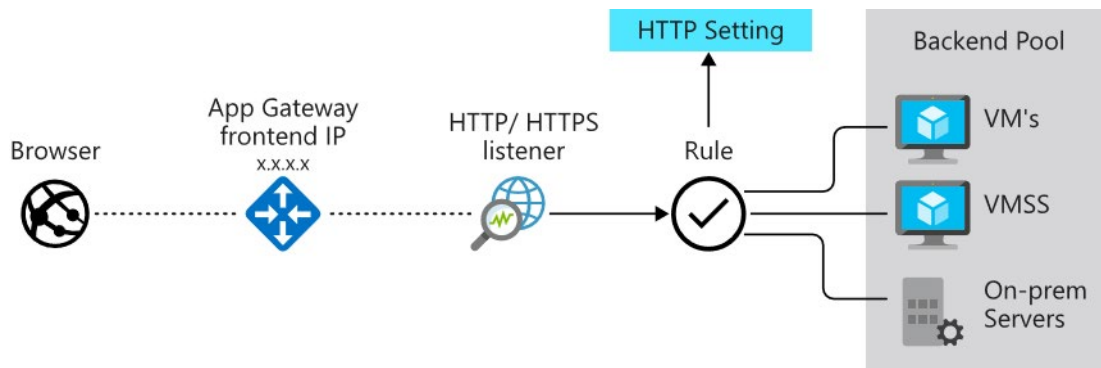 HTTP Setting
Backend Pool
App Gateway
frontend IP
x.x.x.x
HTTP/ HTTPS
listener
Browser
Rule
VM's
VMSS
On-prem
Servers